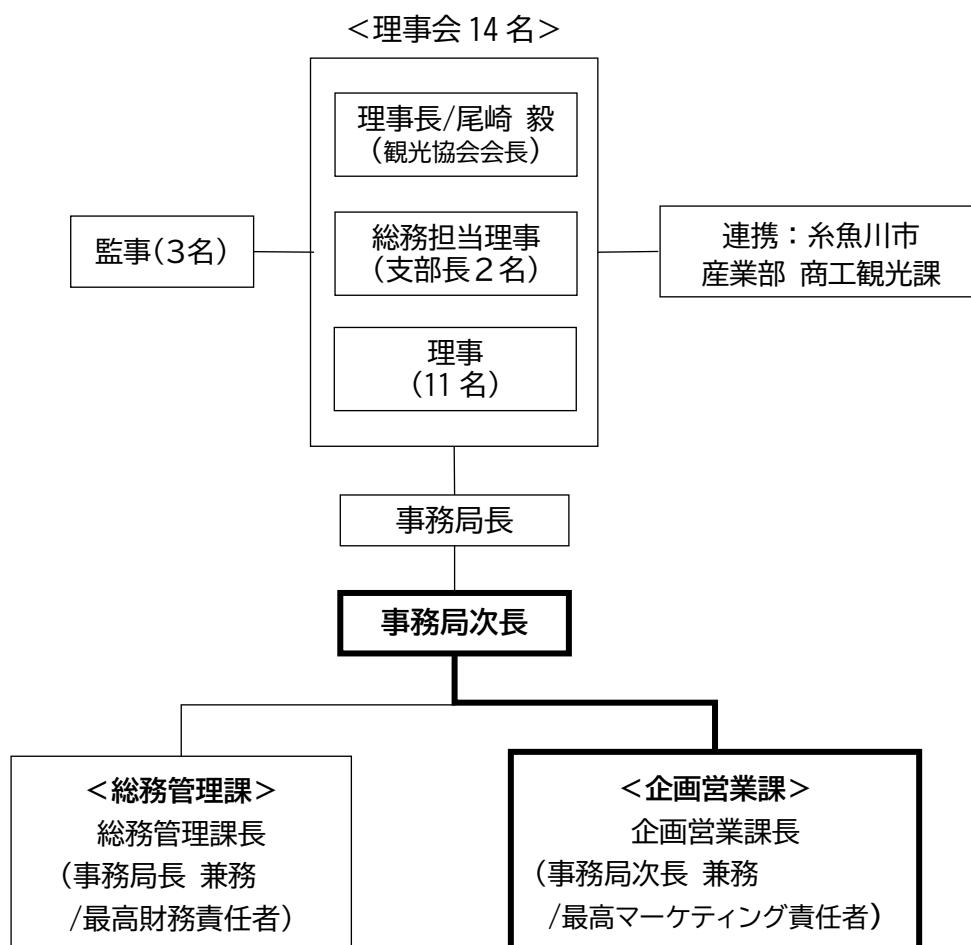 ＜理事会 14 名＞
理事長/尾崎 毅
（観光協会会長）
総務担当理事
(支部長２名)
理事
(11 名)
監事(3名)
連携：糸魚川市
産業部 商工観光課
事務局長
事務局次長
＜総務管理課＞
総務管理課長
(事務局長 兼務
/最高財務責任者)
＜企画営業課＞
企画営業課長
(事務局次長 兼務
/最高マーケティング責任者)